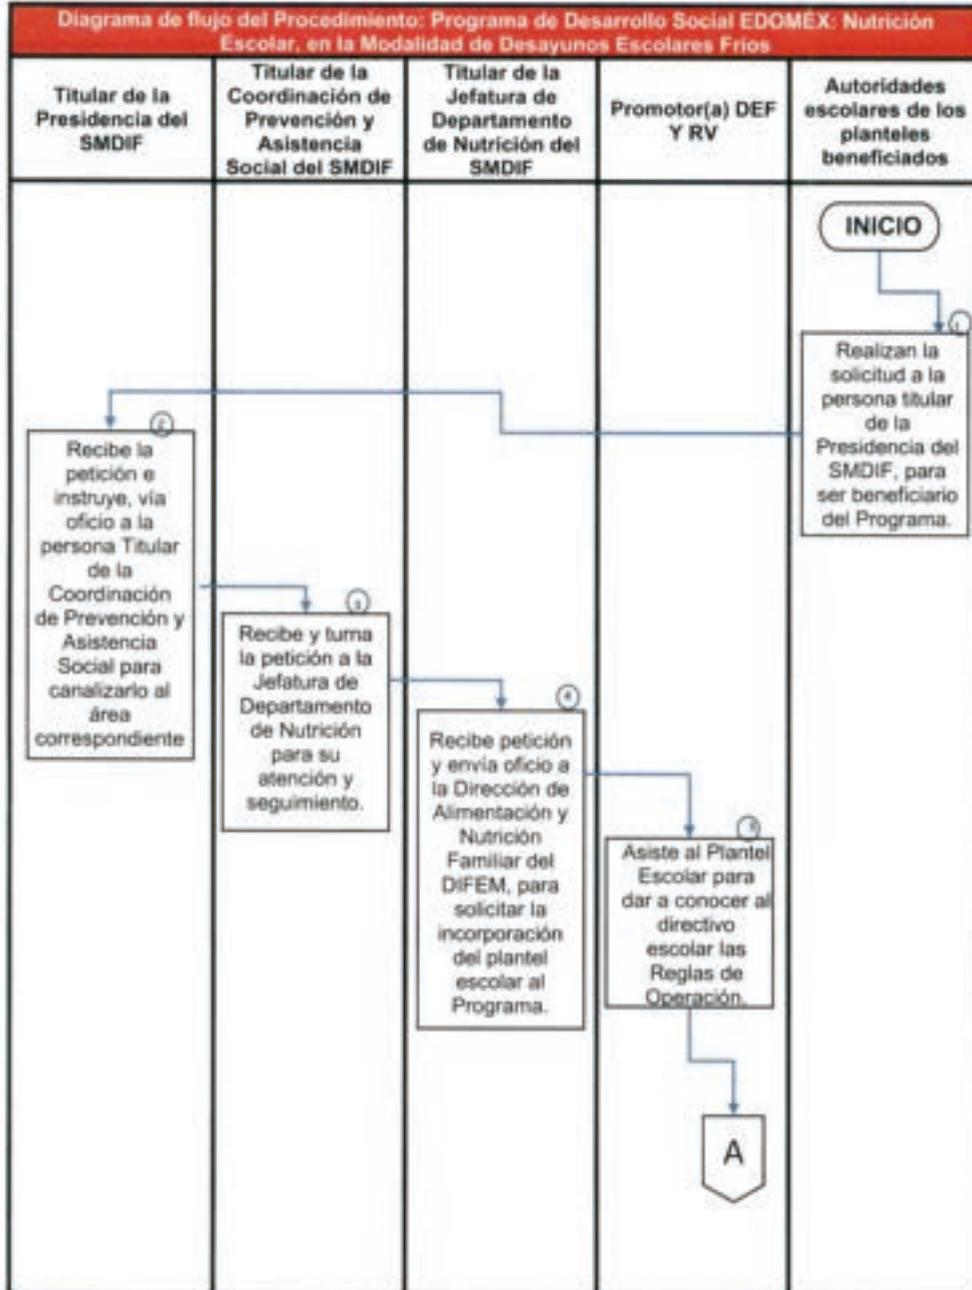 Diagrama de flujo del Procedimiento: Programa de Desarrollo Social EDOMÉX: Nutrición
Escolar, en la Modalidad de Desayunos Escolares Fríos
Titular de la
Presidencia del
SMDIF
Titular de la
Coordinación de
Prevención y
Asistencia
Social del SMDIF
Titular de la
Jefatura de
Departamento
de Nutrición del
SMDIF
Promotor(a) DEF
Y RV
Autoridades
escolares de los
planteles
beneficiados
INICIO
1
Realizan la
solicitud a la
persona titular
de la
Presidencia del
SMDIF, para
ser beneficiario
del Programa.
2
Recibe la
petición e
instruye, vía
oficio a la
persona Titular
de la
Coordinación
de Prevención y
Asistencia
Social para
canalizarlo al
área
correspondiente
3
Recibe y turna
la petición a la
Jefatura de
Departamento
de Nutrición
para su
atención y
seguimiento.
4
Recibe petición
y envía oficio a
la Dirección de
Alimentación y
Nutrición
Familiar del
DIFEM, para
solicitar la
incorporación
del plantel
escolar al
Programa.
5
Asiste al Plantel
Escolar para
dar a conocer al
directivo
escolar las
Reglas de
Operación.
A